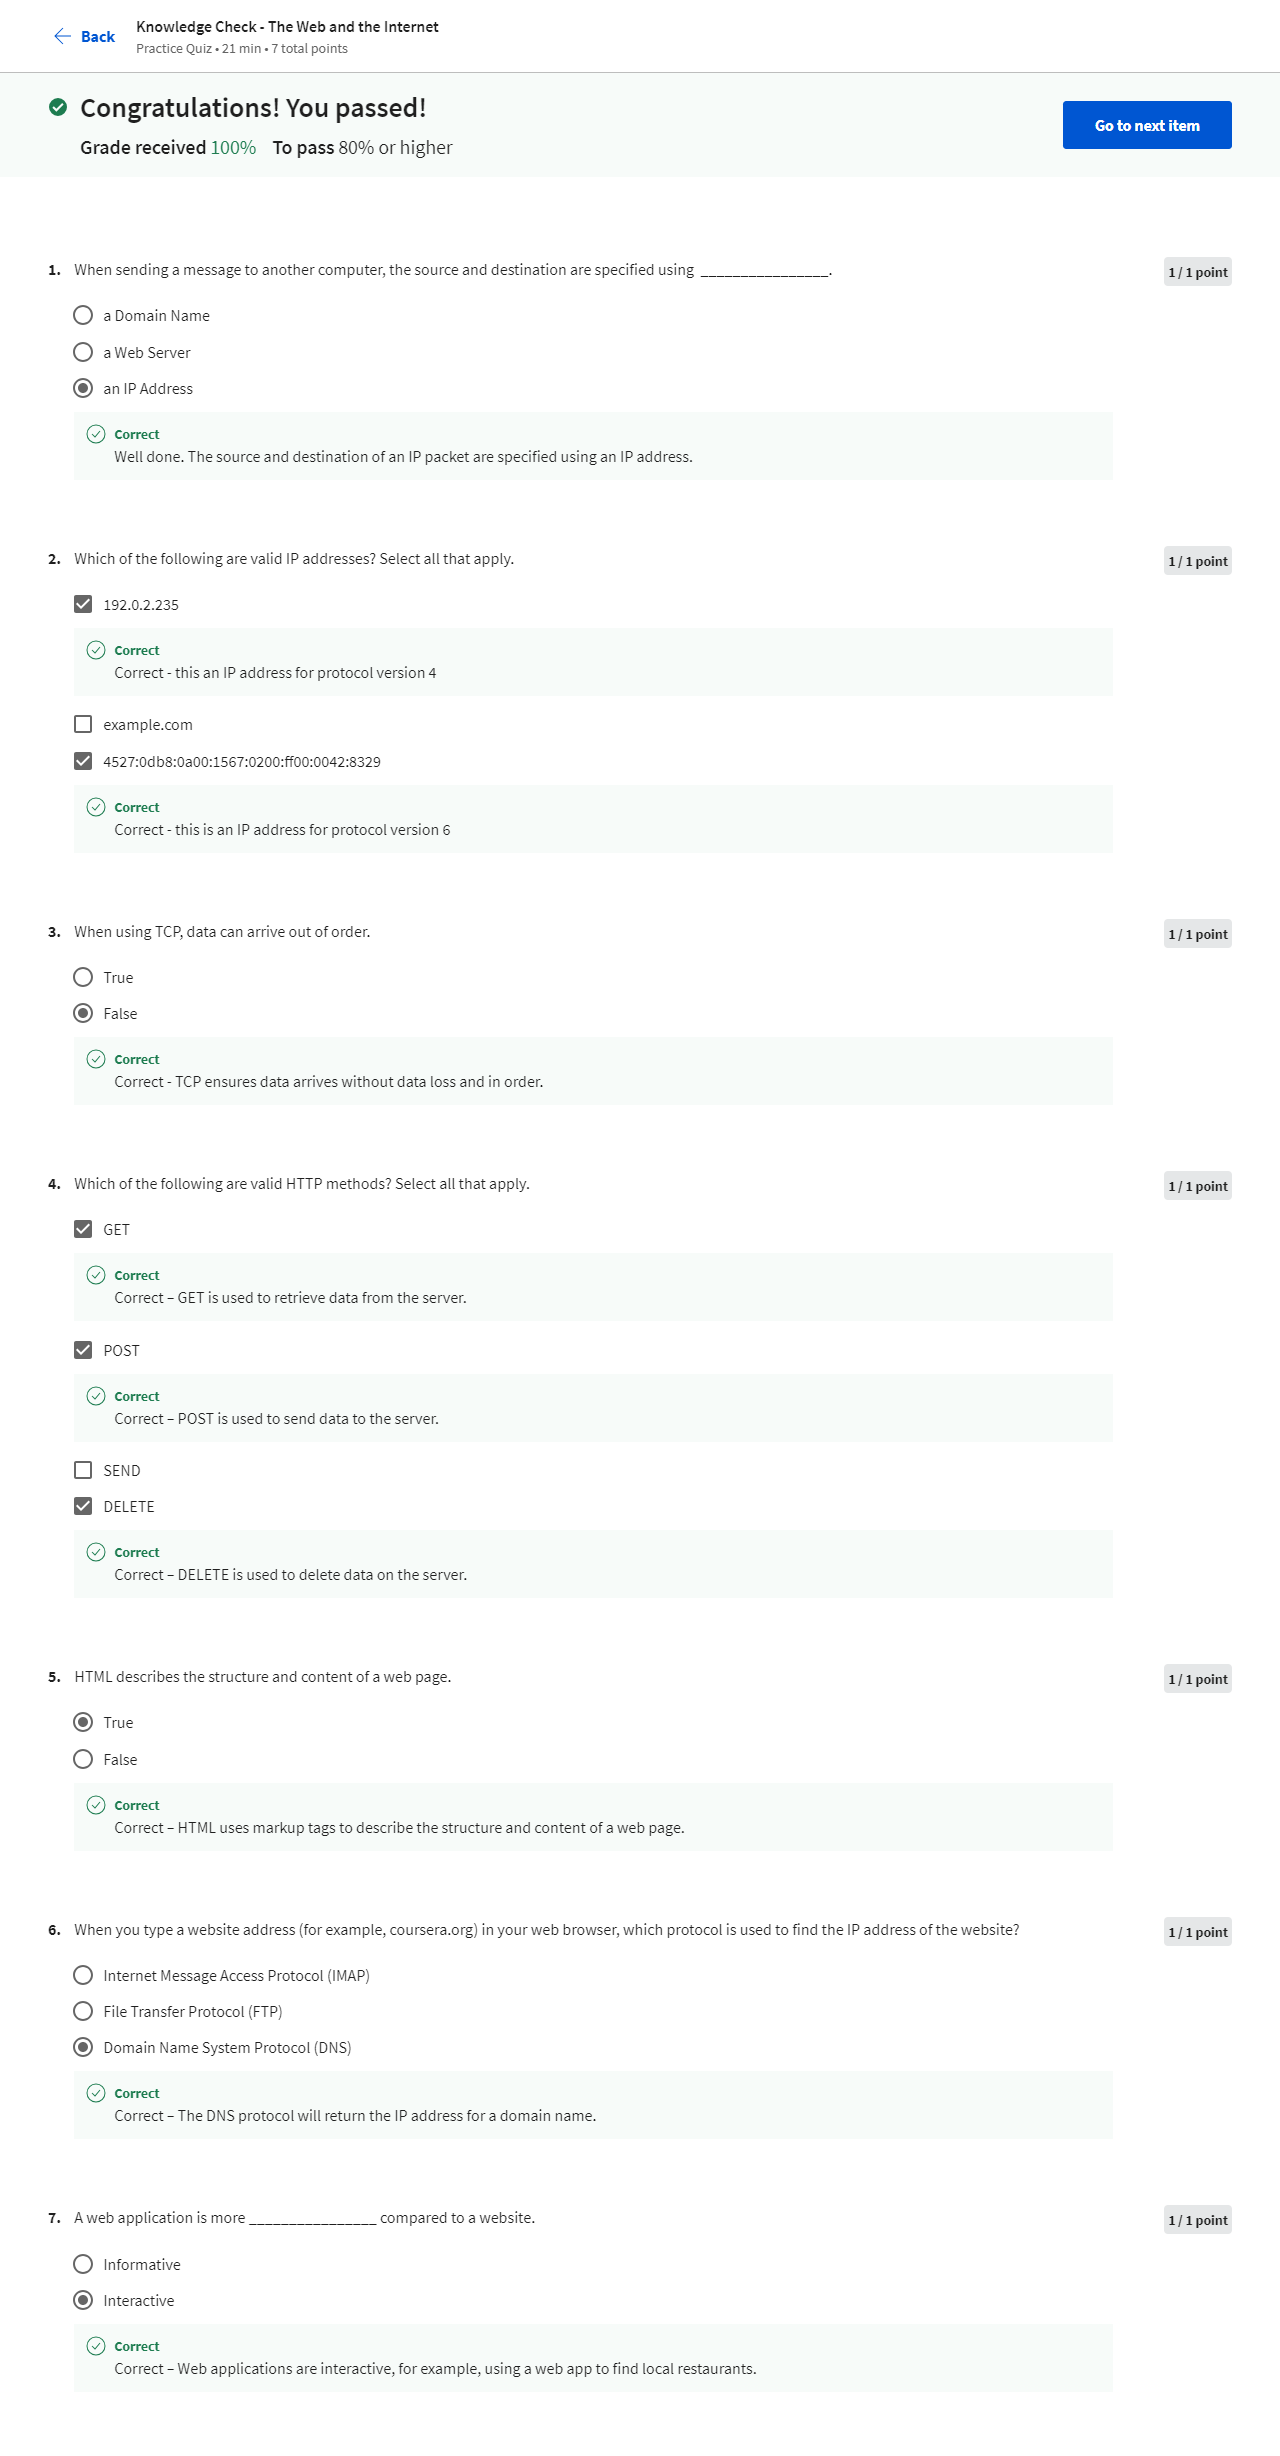 Back
Knowledge Check - The Web and the Internet
Practice Quiz • 21 min • 7 total points
Congratulations! You passed!
Grade received 100% To pass 80% or higher
Go to next item
1. When sending a message to another computer, the source and destination are specified using ________________.
1 / 1 point
a Domain Name
a Web Server
an IP Address
Correct
Well done. The source and destination of an IP packet are specified using an IP address.
2. Which of the following are valid IP addresses? Select all that apply.
1 / 1 point
192.0.2.235
Correct
Correct - this an IP address for protocol version 4
example.com
4527:0db8:0a00:1567:0200:ff00:0042:8329
Correct
Correct - this is an IP address for protocol version 6
3. When using TCP, data can arrive out of order.
1 / 1 point
True
False
Correct
Correct - TCP ensures data arrives without data loss and in order.
4. Which of the following are valid HTTP methods? Select all that apply.
1 / 1 point
GET
Correct
Correct – GET is used to retrieve data from the server.
POST
Correct
Correct – POST is used to send data to the server.
SEND
DELETE
Correct
Correct – DELETE is used to delete data on the server.
5. HTML describes the structure and content of a web page.
1 / 1 point
True
False
Correct
Correct – HTML uses markup tags to describe the structure and content of a web page.
6. When you type a website address (for example, coursera.org) in your web browser, which protocol is used to find the IP address of the website?
1 / 1 point
Internet Message Access Protocol (IMAP)
File Transfer Protocol (FTP)
Domain Name System Protocol (DNS)
Correct
Correct – The DNS protocol will return the IP address for a domain name.
7. A web application is more ________________ compared to a website.
1 / 1 point
Informative
Interactive
Correct
Correct – Web applications are interactive, for example, using a web app to find local restaurants.